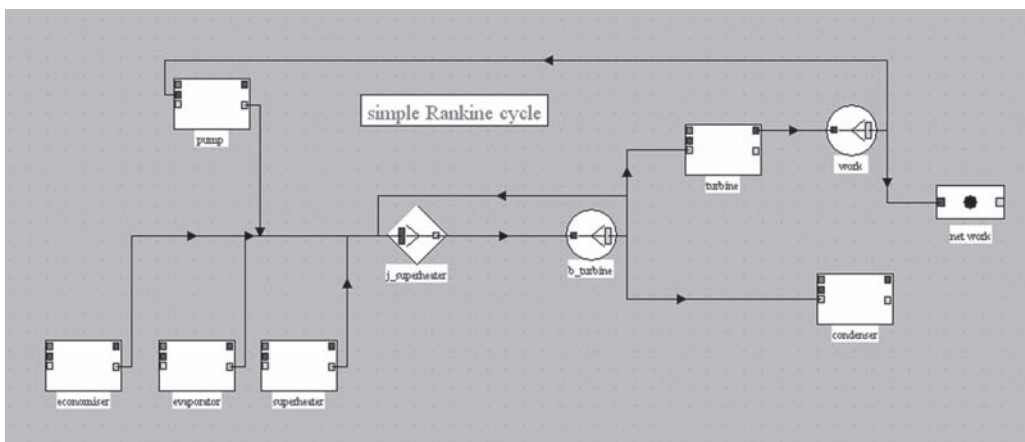 pump
simple Rankine cycle
turbine
work
net work
j_superheater
b_turbine
condenser
economiser
evaporator
superheater